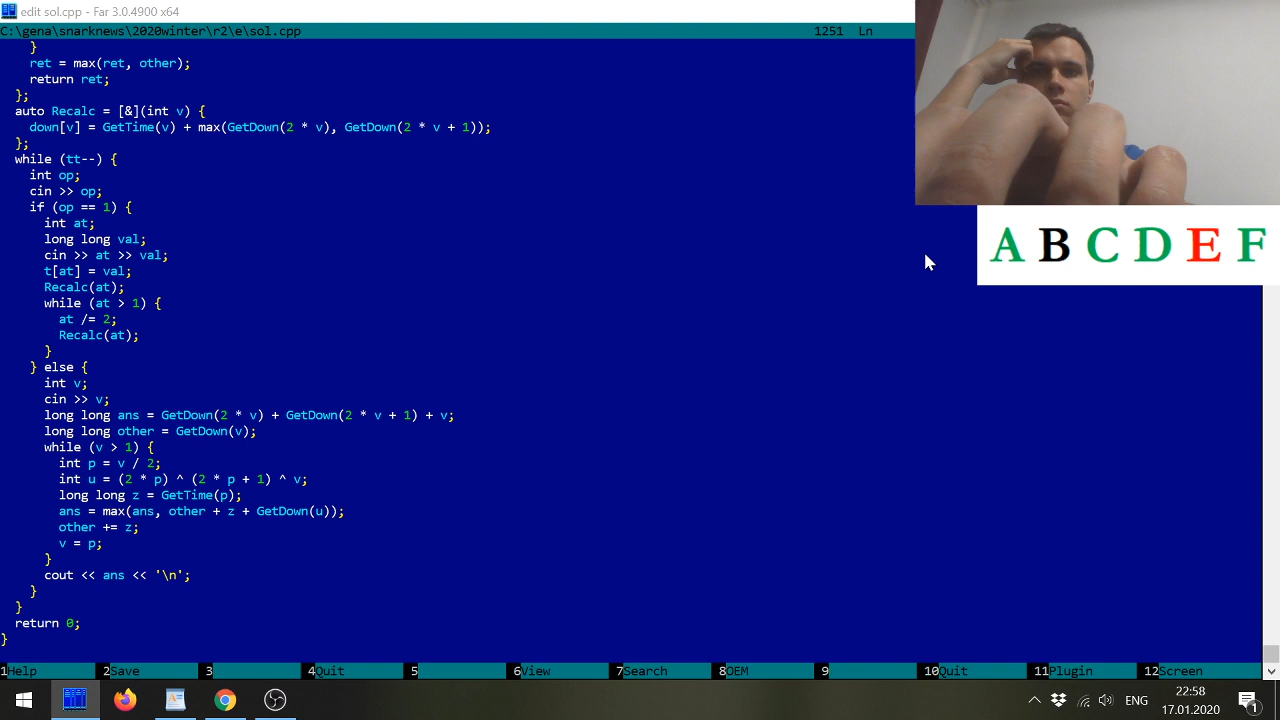 edit sol.cpp - Far 3.0.4900 x64
C:\gena\snarknews\2020winter\r2\e\sol.cpp 1251 Ln
}
ret = max(ret, other);
return ret;
};
auto Recalc = [&](int v) {
down[v] = GetTime(v) + max(GetDown(2 * v), GetDown(2 * v + 1));
};
while (tt--) {
int op;
cin >> op;
if (op == 1) {
int at;
long long val;
cin >> at >> val;
t[at] = val;
Recalc(at);
while (at > 1) {
at /= 2;
Recalc(at);
}
} else {
int v;
cin >> v;
long long ans = GetDown(2 * v) + GetDown(2 * v + 1) + v;
long long other = GetDown(v);
while (v > 1) {
int p = v / 2;
int u = (2 * p) ^ (2 * p + 1) ^ v;
long long z = GetTime(p);
ans = max(ans, other + z + GetDown(u));
other += z;
v = p;
}
cout << ans << '\n';
}
}
return 0;
}
A B C D E F
1Help 2Save 3 4Quit 5 6View 7Search 8OEM 9 10Quit 11Plugin 12Screen
ENG
22:58
17.01.2020
1